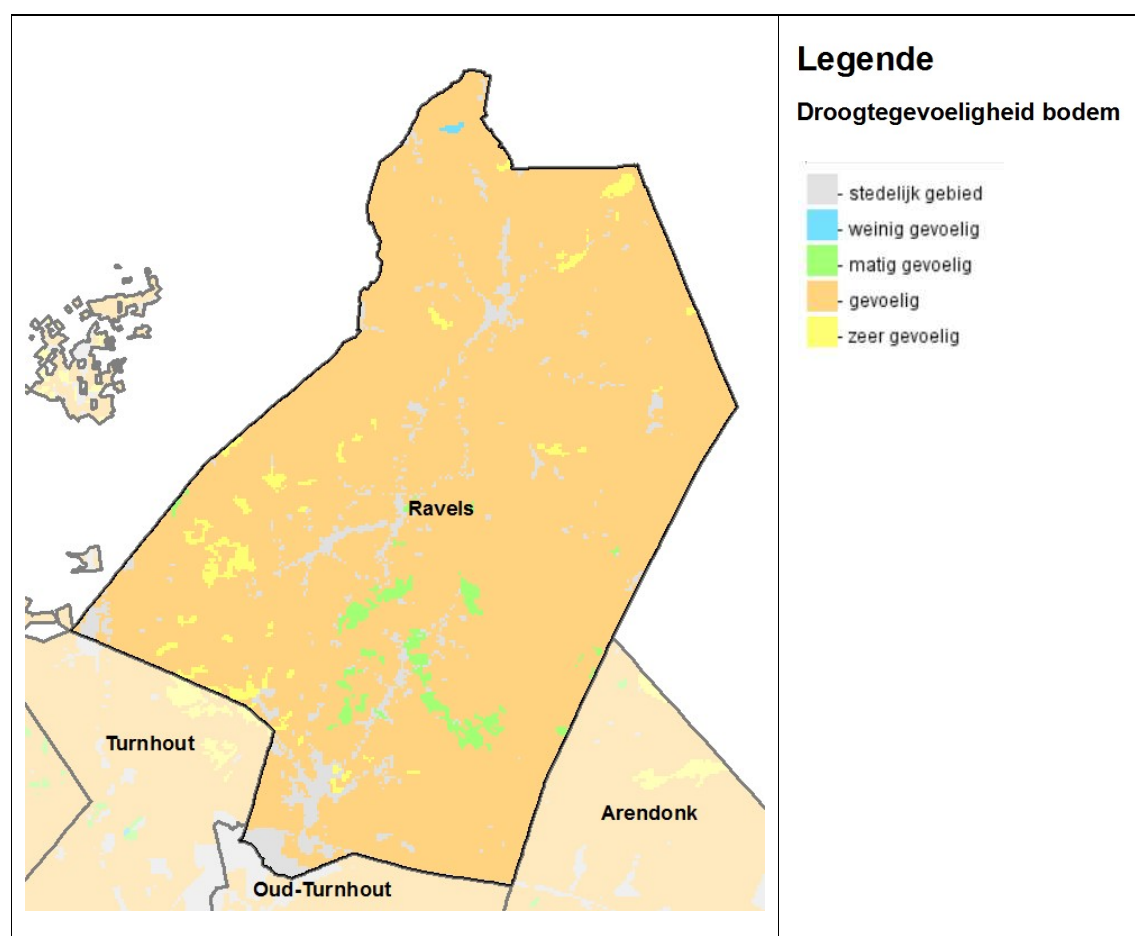 Legende
Droogtegevoeligheid bodem
- stedelijk gebied
- weinig gevoelig
- matig gevoelig
- gevoelig
- zeer gevoelig
Ravels
Turnhout
Arendonk
Oud-Turnhout